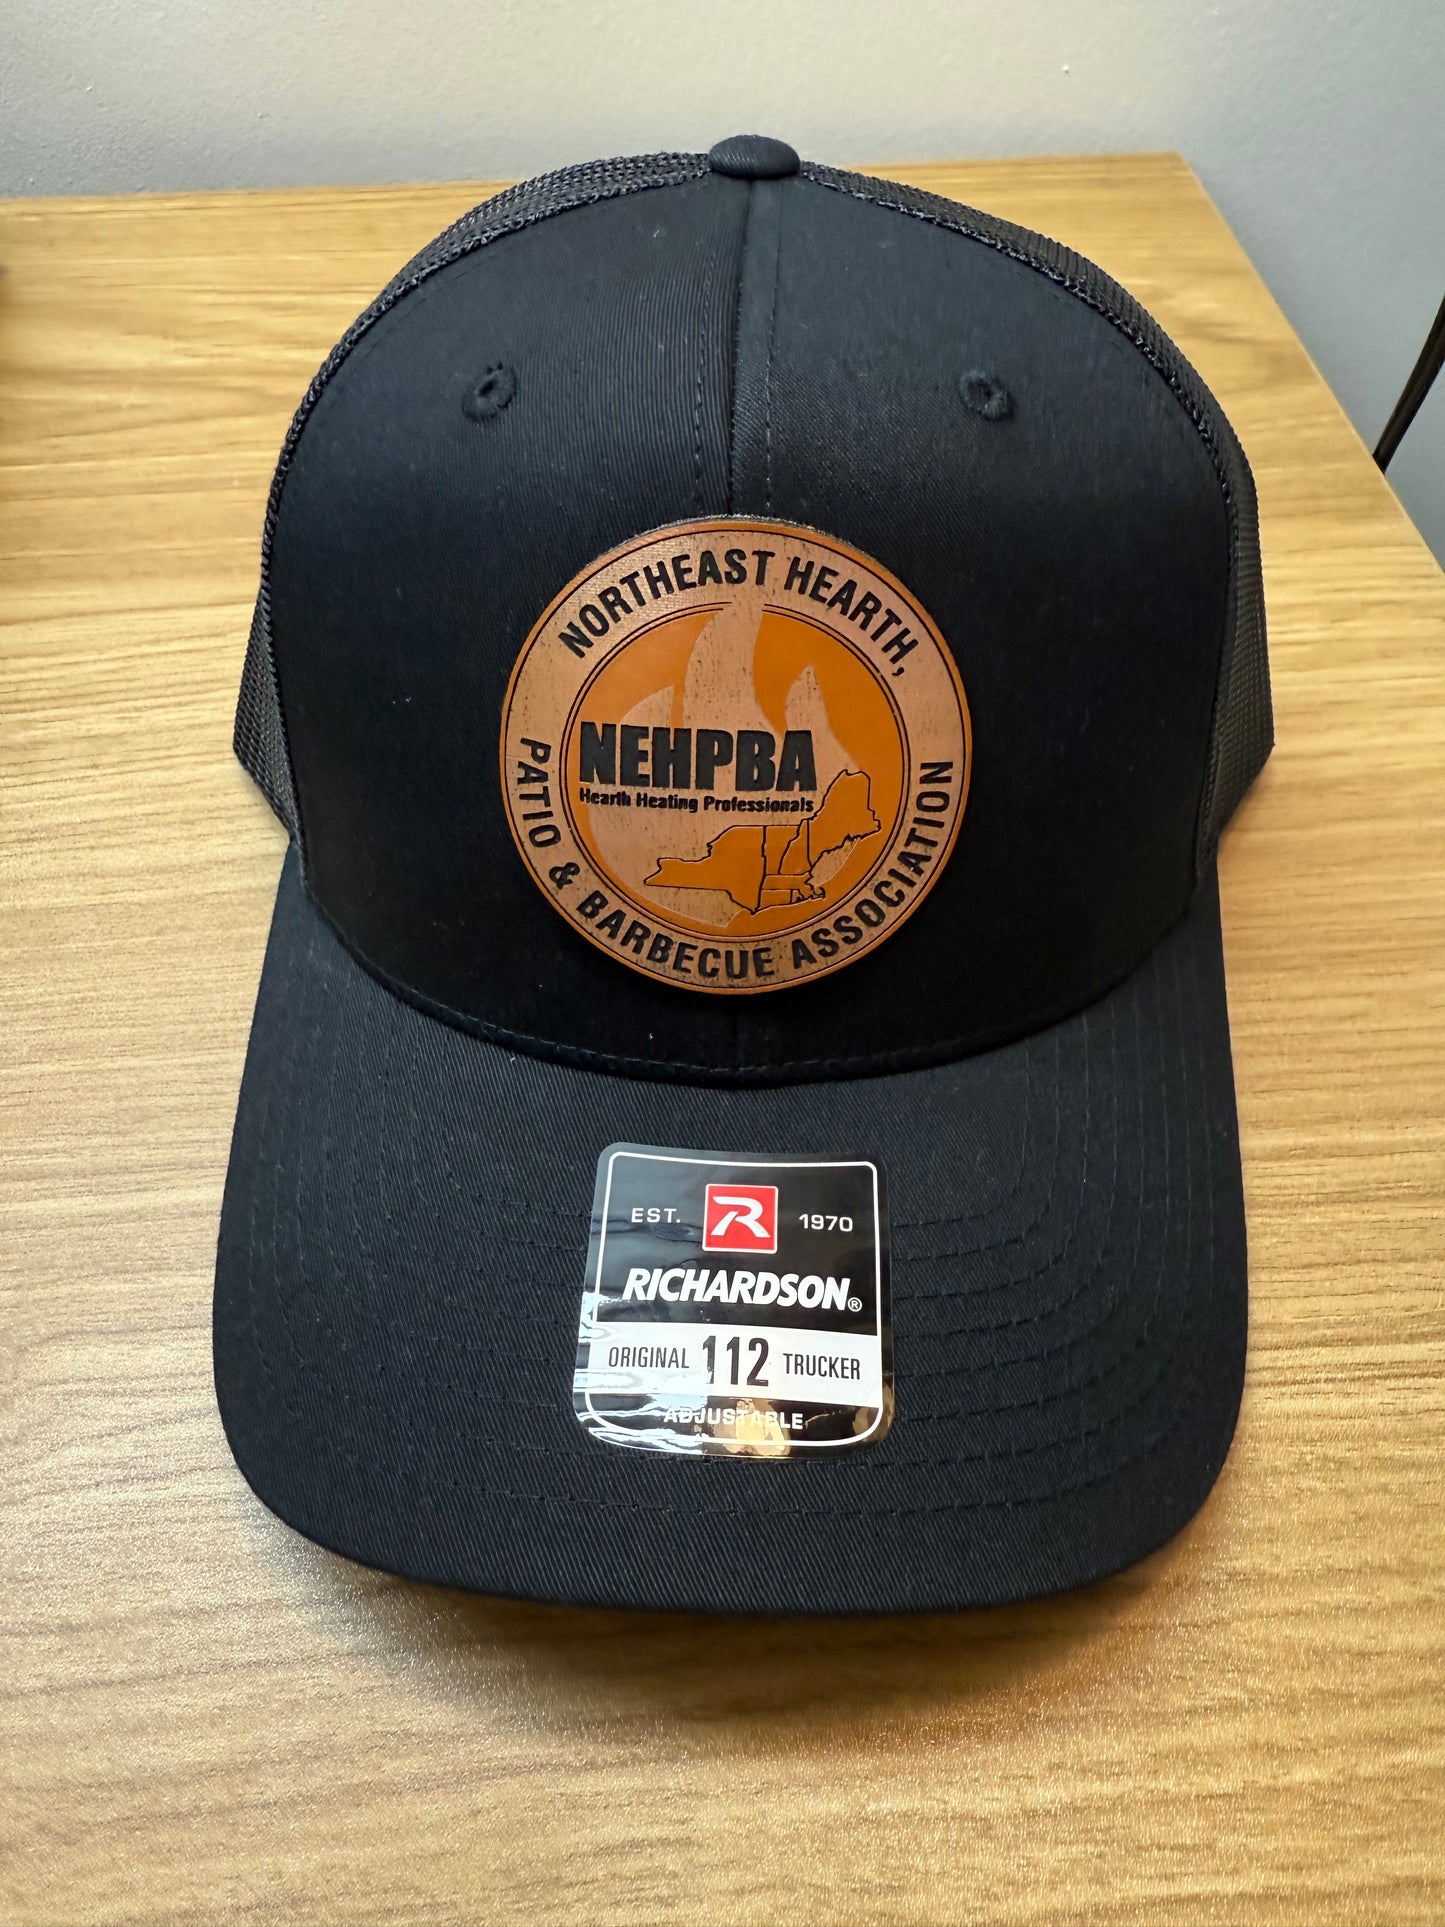 NORTHEAST HEARTH,
PATIO & BARBECUE ASSOCIATION
NEHPBA
Hearth Heating Professionals
EST. R 1970
RICHARDSON®
ORIGINAL 112 TRUCKER
ADJUSTABLE